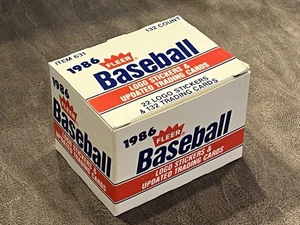 ITEM 631
132 COUNT
1986
FLEER
Baseball
LOGO STICKERS &
UPDATED TRADING CARDS
22 LOGO STICKERS
& 132 TRADING CARDS
1986
FLEER
Baseball
LOGO STICKERS &
UPDATED TRADING CARDS